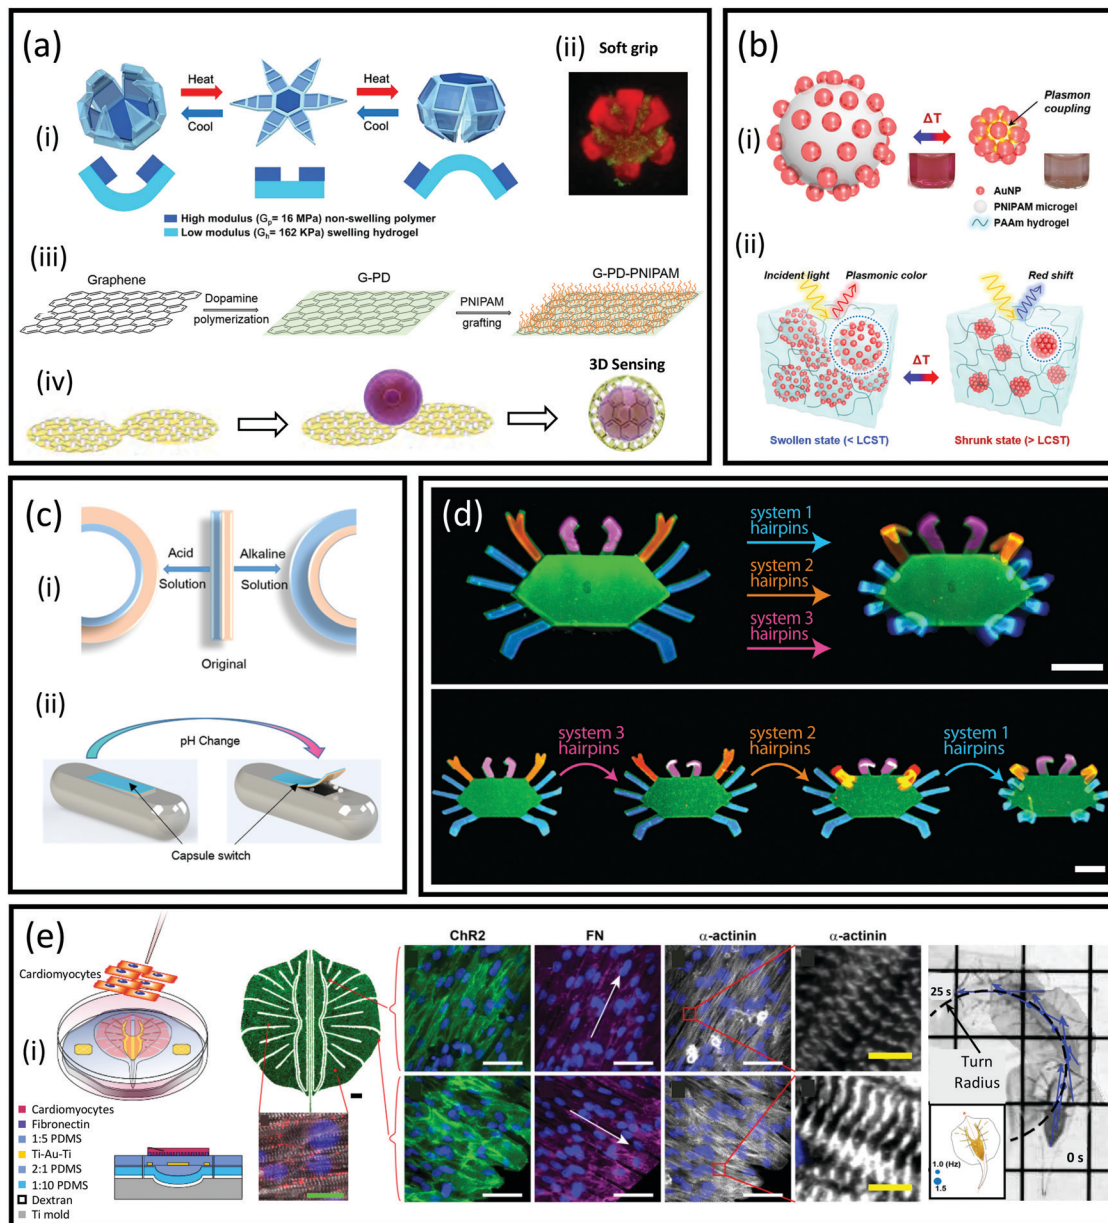 (a)
(ii) Soft grip
Heat
Heat
Cool
Cool
(i)
High modulus (Gp= 16 MPa) non-swelling polymer
Low modulus (Gh= 162 KPa) swelling hydrogel
(iii)
Graphene
G-PD
G-PD-PNIPAM
Dopamine
polymerization
PNIPAM
grafting
(iv)
3D Sensing
(b)
Plasmon
coupling
ΔT
(i)
AuNP
PNIPAM microgel
PAAm hydrogel
(ii)
Incident light
Plasmonic color
Red shift
ΔT
Swollen state (< LCST)
Shrunk state (> LCST)
(c)
Acid
Solution
Alkaline
Solution
(i)
Original
(ii)
pH Change
Capsule switch
(d)
system 1
hairpins
system 2
hairpins
system 3
hairpins
system 3
hairpins
system 2
hairpins
system 1
hairpins
(e)
Cardiomyocytes
(i)
Cardiomyocytes
Fibronectin
1:5 PDMS
Ti-Au-Ti
2:1 PDMS
1:10 PDMS
Dextran
Ti mold
ChR2
FN
α-actinin
α-actinin
25 s
Turn
Radius
0 s
1.0 (Hz)
1.5